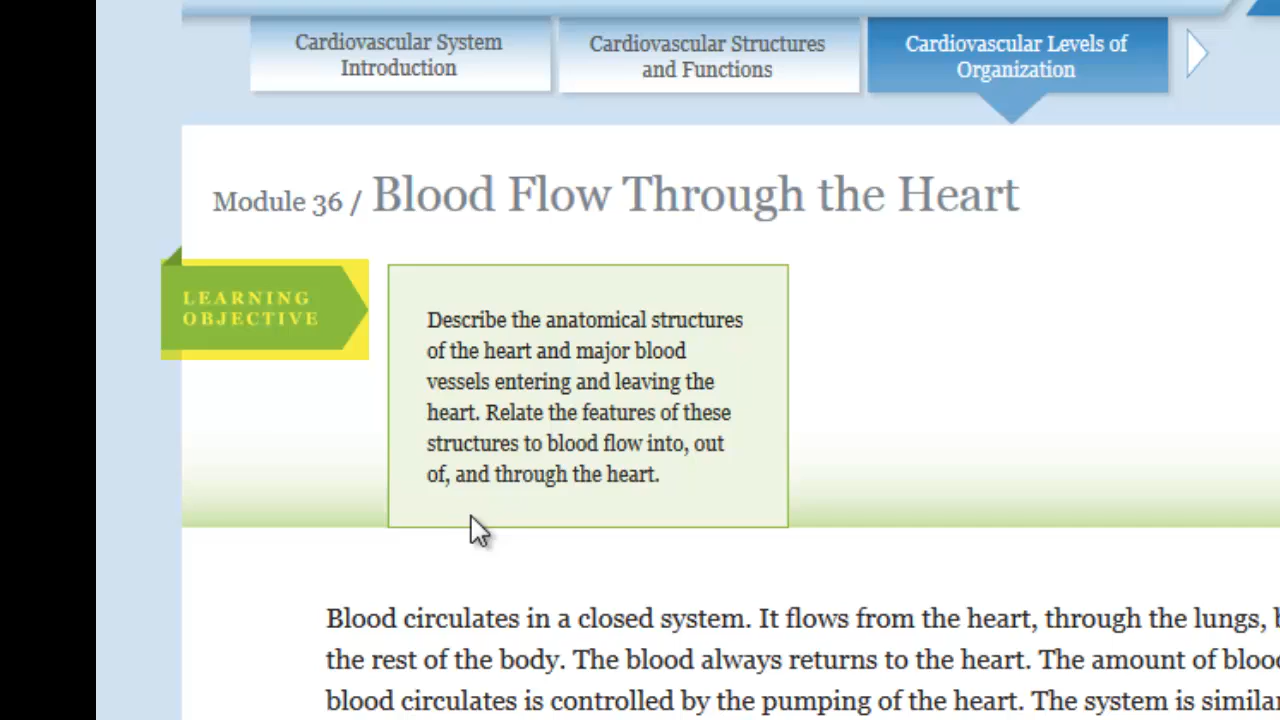 Cardiovascular System
Introduction
Cardiovascular Structures
and Functions
Cardiovascular Levels of
Organization
Module 36 / Blood Flow Through the Heart
LEARNING
OBJECTIVE
Describe the anatomical structures
of the heart and major blood
vessels entering and leaving the
heart. Relate the features of these
structures to blood flow into, out
of, and through the heart.
Blood circulates in a closed system. It flows from the heart, through the lungs,
the rest of the body. The blood always returns to the heart. The amount of
blood circulates is controlled by the pumping of the heart. The system is